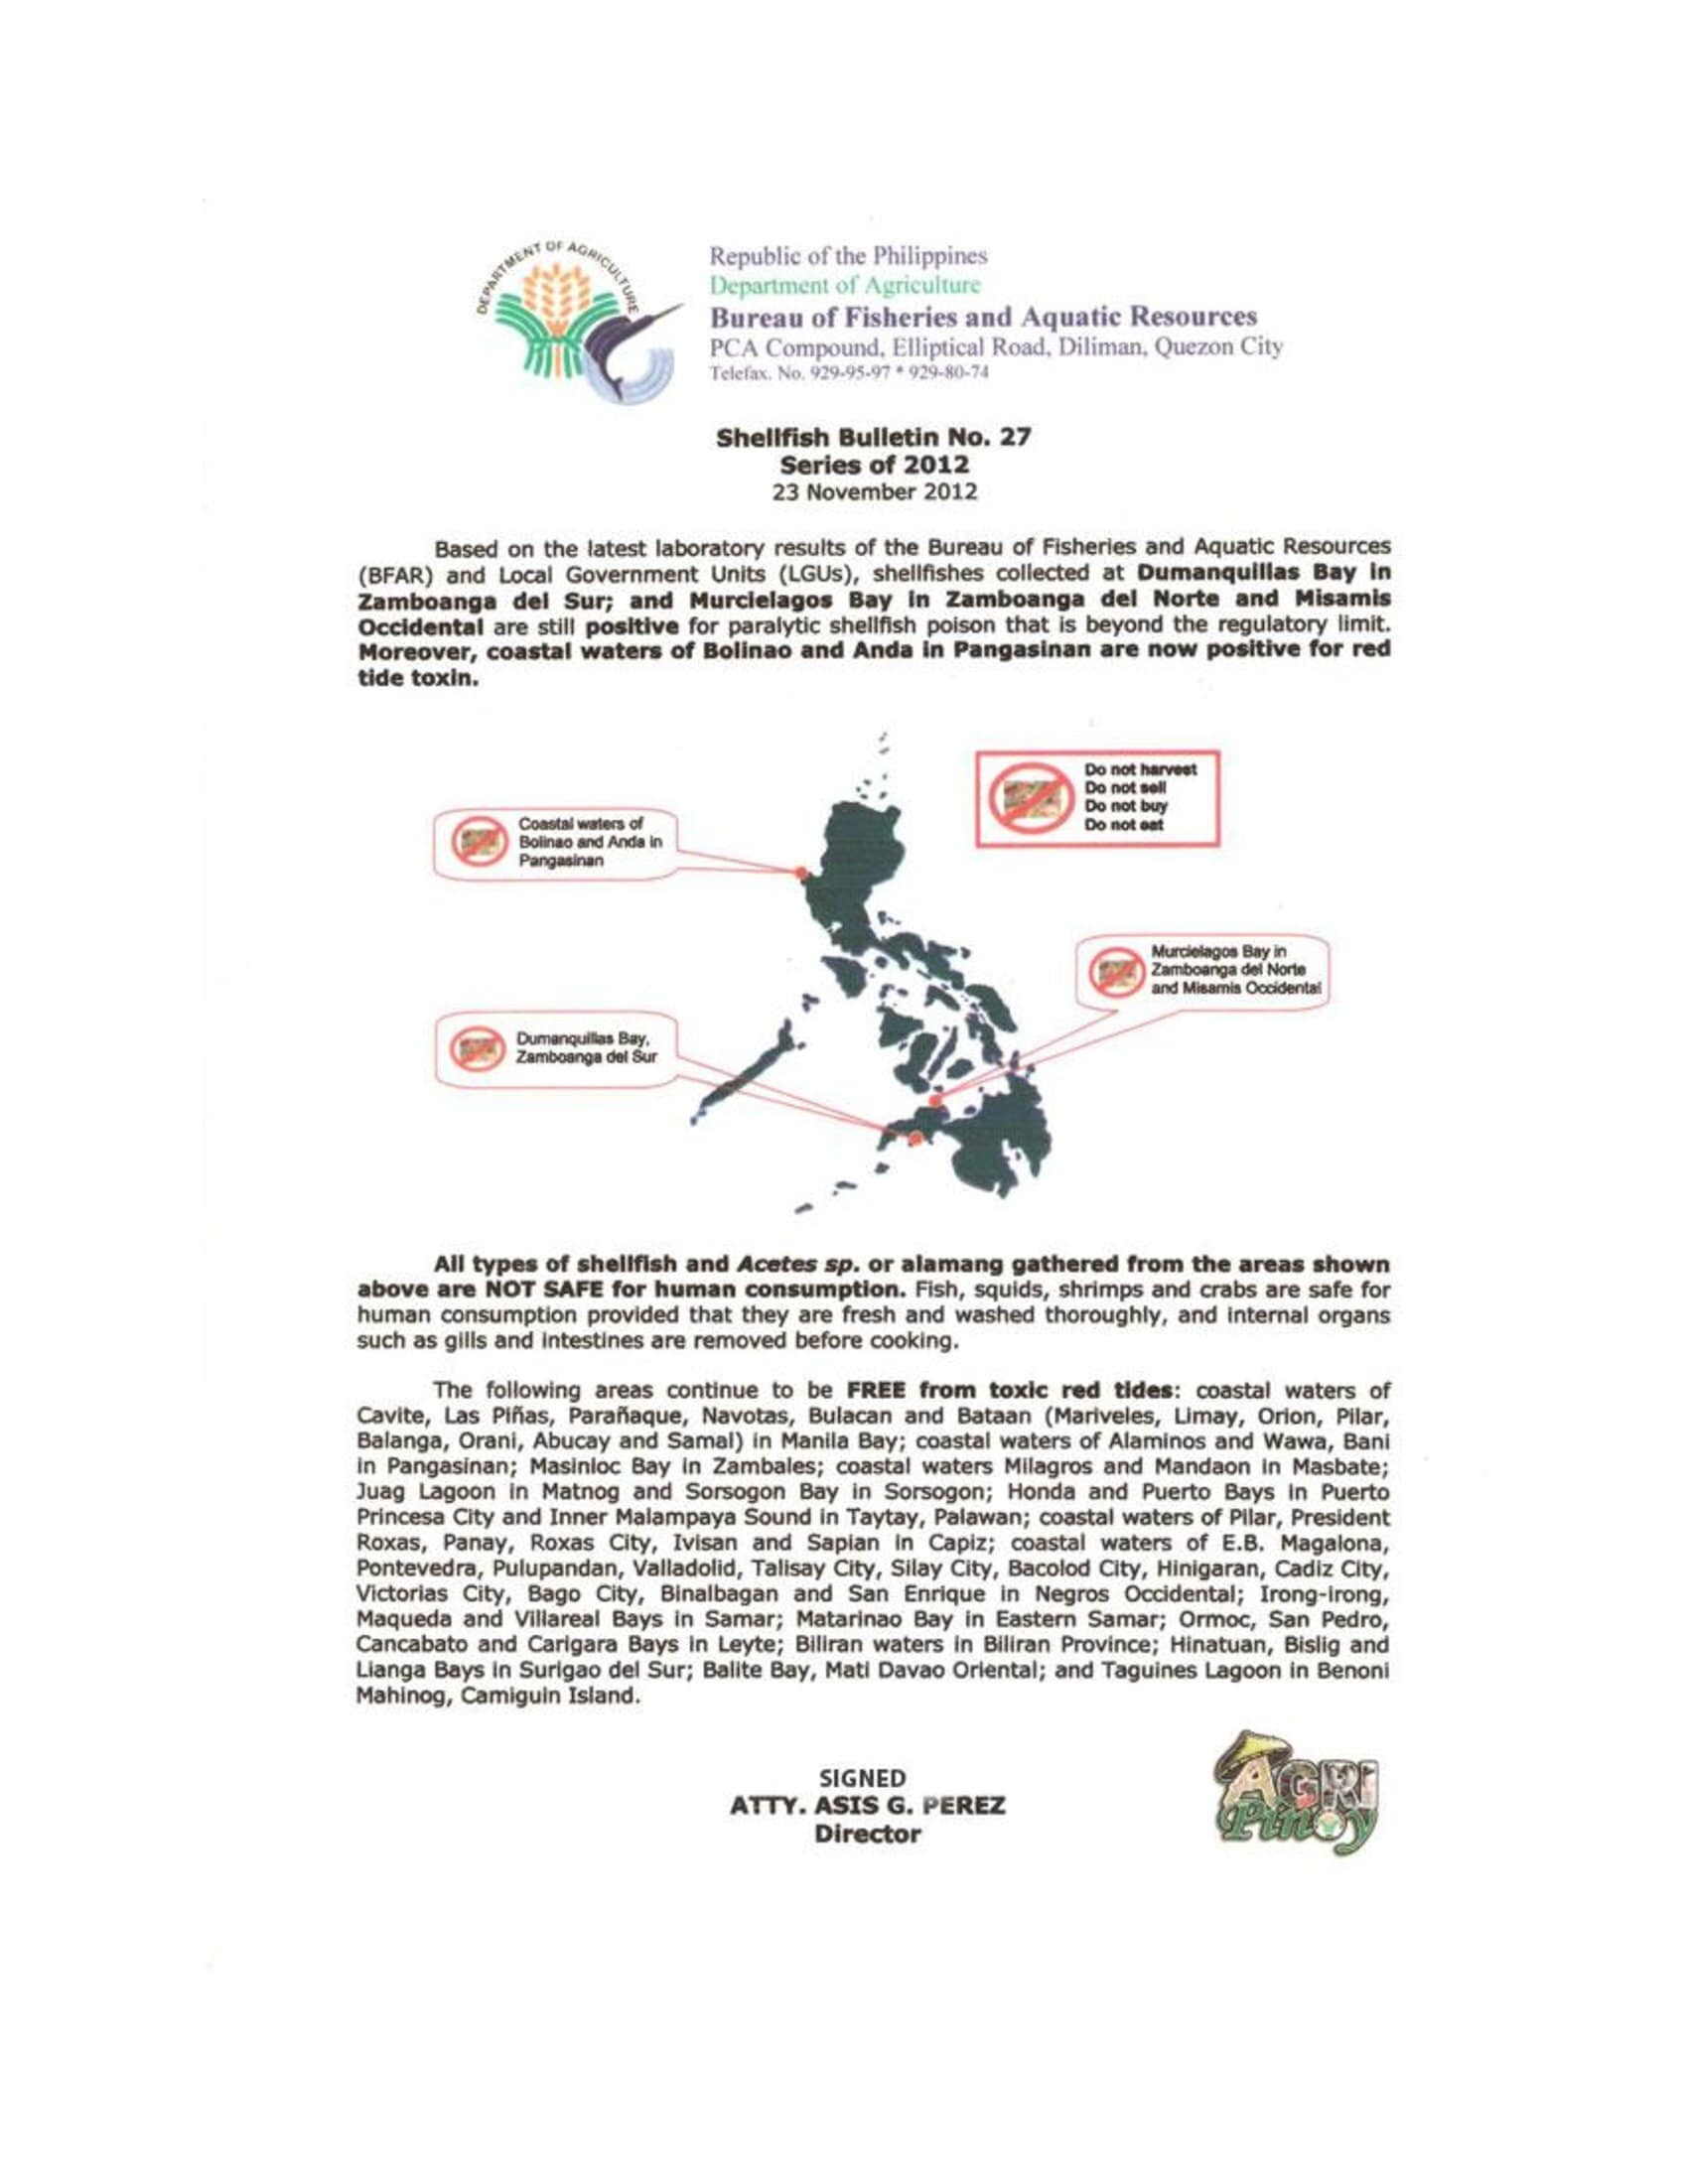 DEPARTMENT OF AGRICULTURE
Republic of the Philippines
Department of Agriculture
Bureau of Fisheries and Aquatic Resources
PCA Compound, Elliptical Road, Diliman, Quezon City
Telefax. No. 929-95-97 * 929-80-74
Shellfish Bulletin No. 27
Series of 2012
23 November 2012
Based on the latest laboratory results of the Bureau of Fisheries and Aquatic Resources
(BFAR) and Local Government Units (LGUs), shellfishes collected at Dumanquillas Bay in
Zamboanga del Sur; and Murcielagos Bay in Zamboanga del Norte and Misamis
Occidental are still positive for paralytic shellfish poison that is beyond the regulatory limit.
Moreover, coastal waters of Bolinao and Anda in Pangasinan are now positive for red
tide toxin.
Do not harvest
Do not sell
Do not buy
Do not eat
Coastal waters of
Bolinao and Anda in
Pangasinan
Murcielagos Bay in
Zamboanga del Norte
and Misamis Occidental
Dumanquillas Bay,
Zamboanga del Sur
All types of shellfish and Acetes sp. or alamang gathered from the areas shown
above are NOT SAFE for human consumption. Fish, squids, shrimps and crabs are safe for
human consumption provided that they are fresh and washed thoroughly, and internal organs
such as gills and intestines are removed before cooking.
The following areas continue to be FREE from toxic red tides: coastal waters of
Cavite, Las Piñas, Parañaque, Navotas, Bulacan and Bataan (Mariveles, Limay, Orion, Pilar,
Balanga, Orani, Abucay and Samal) in Manila Bay; coastal waters of Alaminos and Wawa, Bani
in Pangasinan; Masinloc Bay in Zambales; coastal waters Milagros and Mandaon in Masbate;
Juag Lagoon in Matnog and Sorsogon Bay in Sorsogon; Honda and Puerto Bays in Puerto
Princesa City and Inner Malampaya Sound in Taytay, Palawan; coastal waters of Pilar, President
Roxas, Panay, Roxas City, Ivisan and Sapian in Capiz; coastal waters of E.B. Magalona,
Pontevedra, Pulupandan, Valladolid, Talisay City, Silay City, Bacolod City, Hinigaran, Cadiz City,
Victorias City, Bago City, Binalbagan and San Enrique in Negros Occidental; Irong-irong,
Maqueda and Villareal Bays in Samar; Matarinao Bay in Eastern Samar; Ormoc, San Pedro,
Cancabato and Carigara Bays in Leyte; Biliran waters in Biliran Province; Hinatuan, Bislig and
Lianga Bays in Surigao del Sur; Balite Bay, Mati Davao Oriental; and Taguines Lagoon in Benoni
Mahinog, Camiguin Island.
SIGNED
ATTY. ASIS G. PEREZ
Director
AGRI
Pinoy